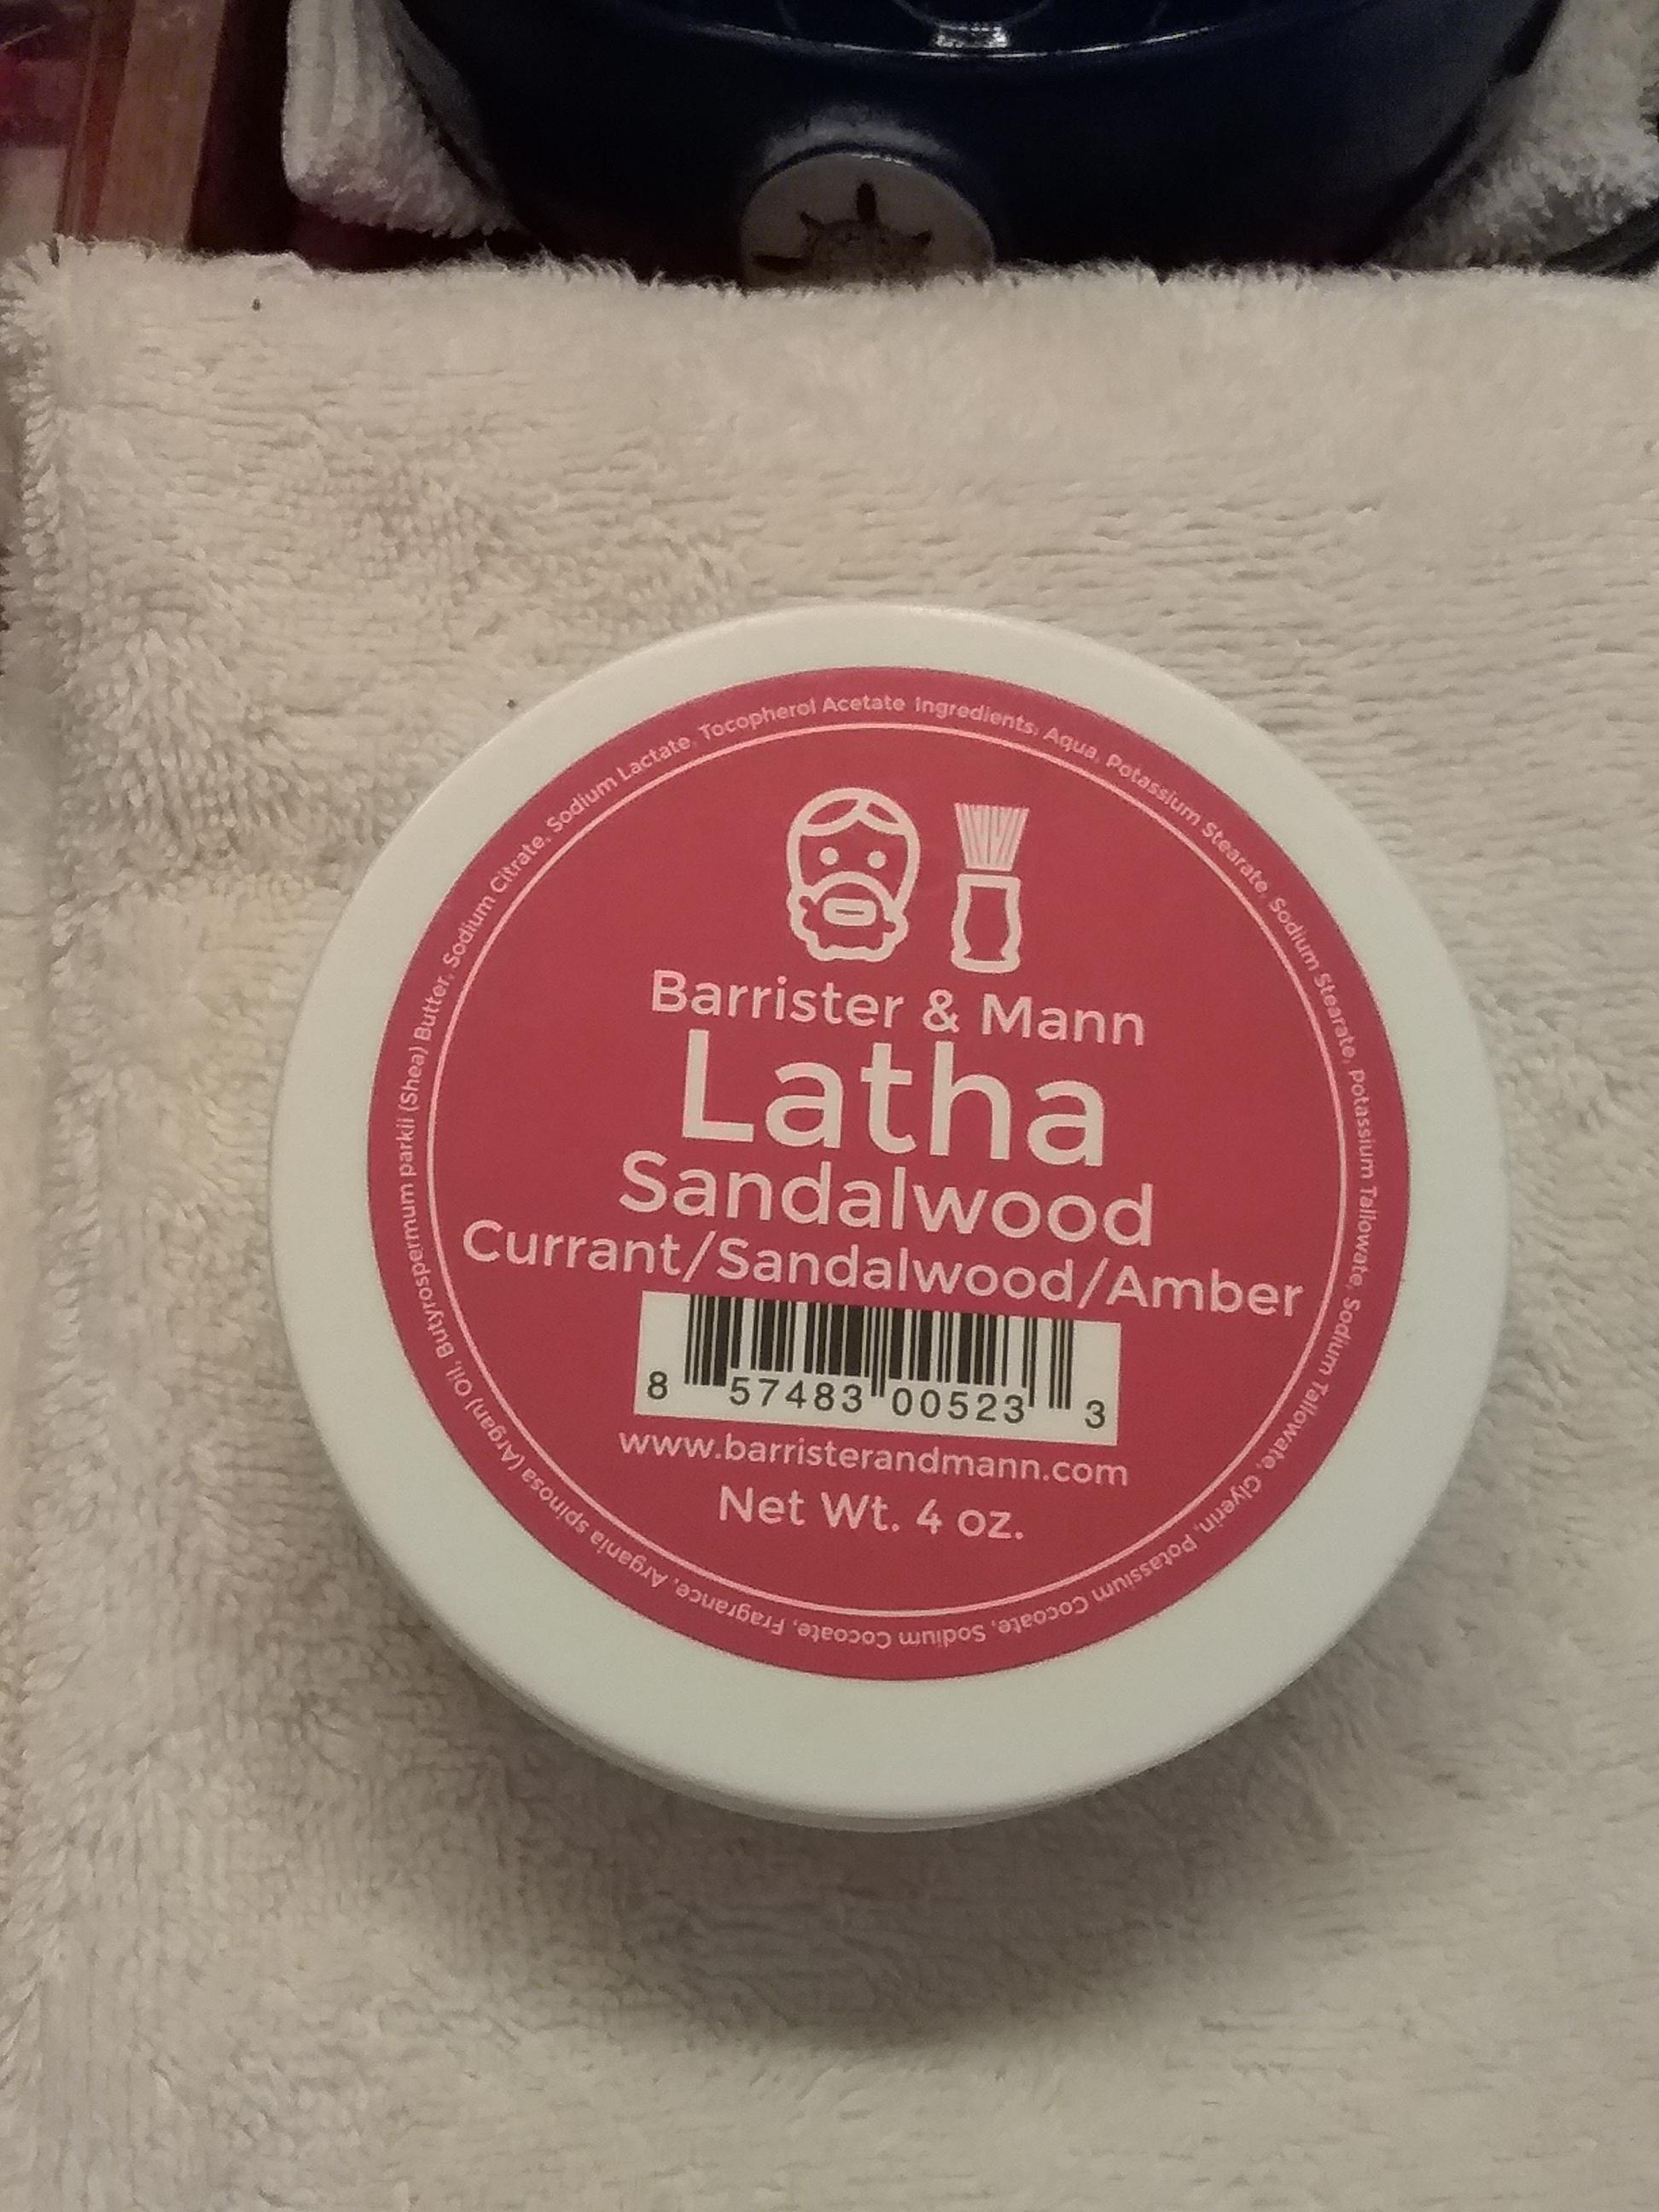 Barrister & Mann
Latha
Sandalwood
Currant/Sandalwood/Amber
8 57483 00523 3
www.barristerandmann.com
Net Wt. 4 oz.
Ingredients: Aqua, Potassium Stearate, Sodium Stearate, Potassium Tallowate, Sodium Tallowate, Glyerin, Potassium Cocoate, Sodium Cocoate, Fragrance, Argania spinosa (Argan) Oil, Butyrospermum parkii (Shea) Butter, Sodium Citrate, Sodium Lactate, Tocopherol Acetate